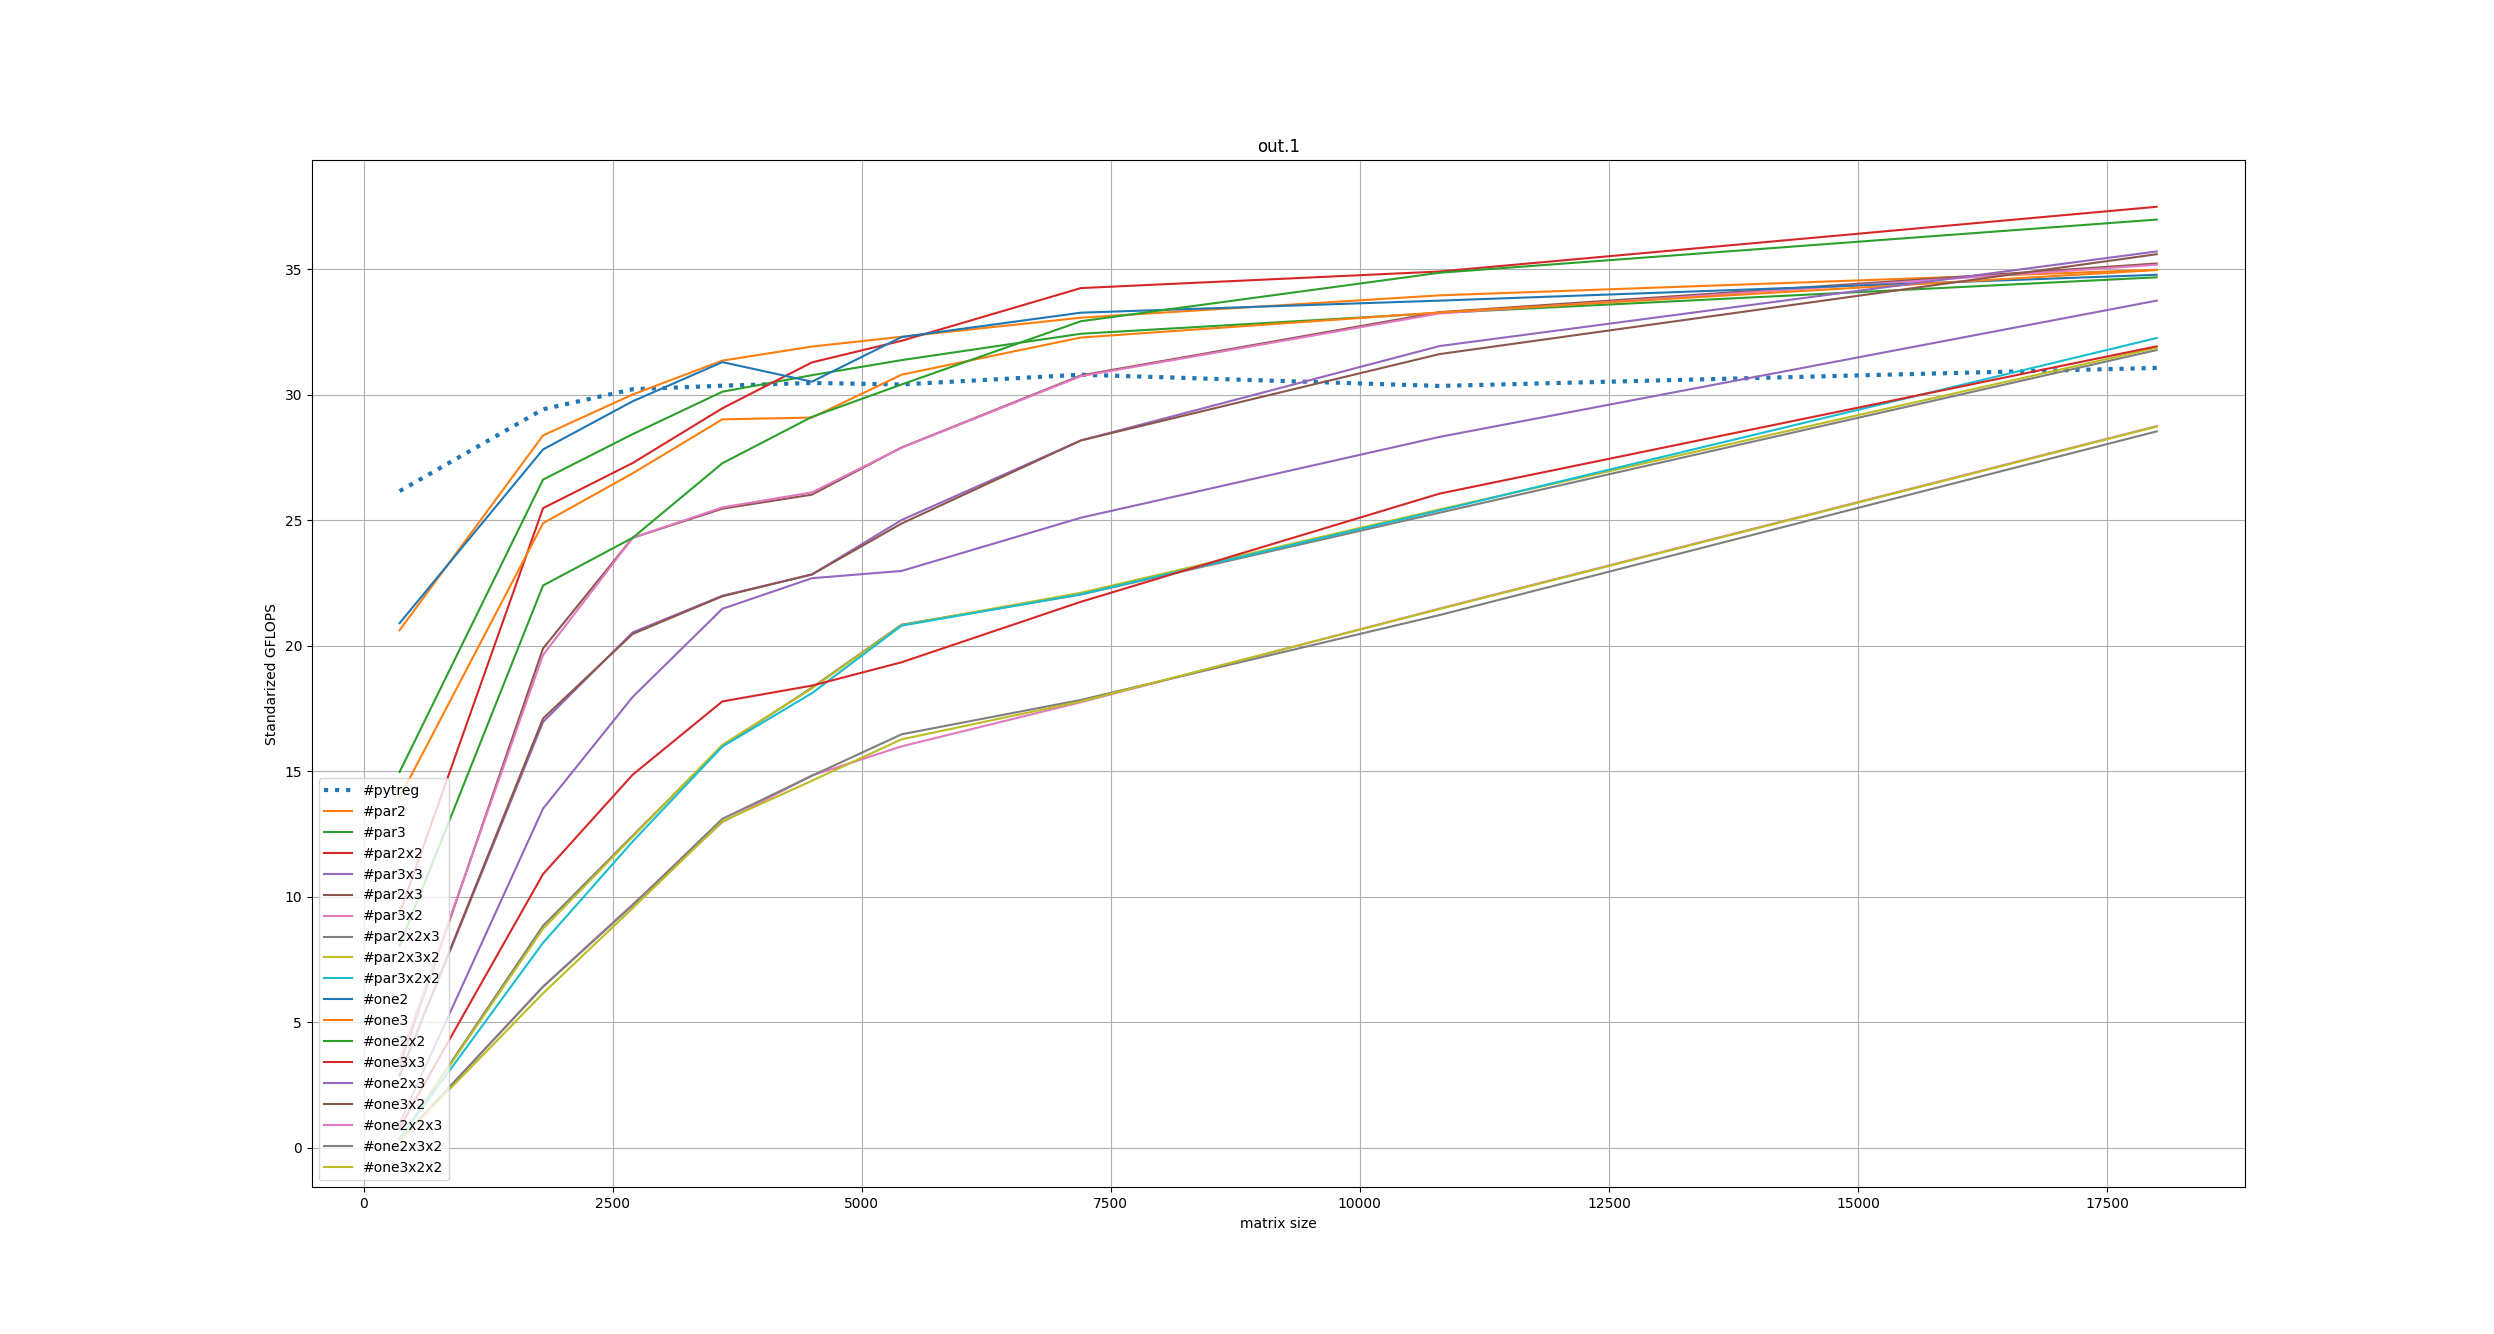 out.1
Standarized GFLOPS
35
30
25
20
15
10
5
0
#pytreg
#par2
#par3
#par2x2
#par3x3
#par2x3
#par3x2
#par2x2x3
#par2x3x2
#par3x2x2
#one2
#one3
#one2x2
#one3x3
#one2x3
#one3x2
#one2x2x3
#one2x3x2
#one3x2x2
0 2500 5000 7500 10000 12500 15000 17500
matrix size